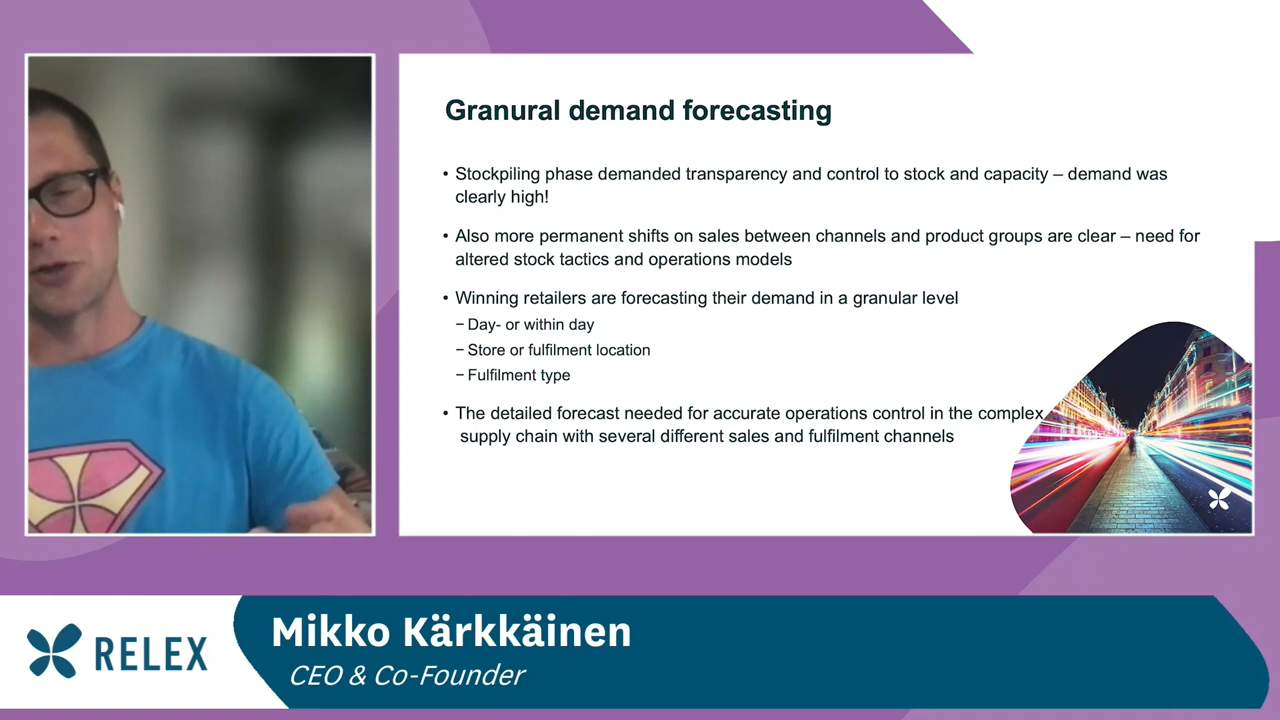 Granural demand forecasting
• Stockpiling phase demanded transparency and control to stock and capacity – demand was
clearly high!
• Also more permanent shifts on sales between channels and product groups are clear – need for
altered stock tactics and operations models
• Winning retailers are forecasting their demand in a granular level
− Day- or within day
− Store or fulfilment location
− Fulfilment type
• The detailed forecast needed for accurate operations control in the complex
supply chain with several different sales and fulfilment channels
RELEX
Mikko Kärkkäinen
CEO & Co-Founder